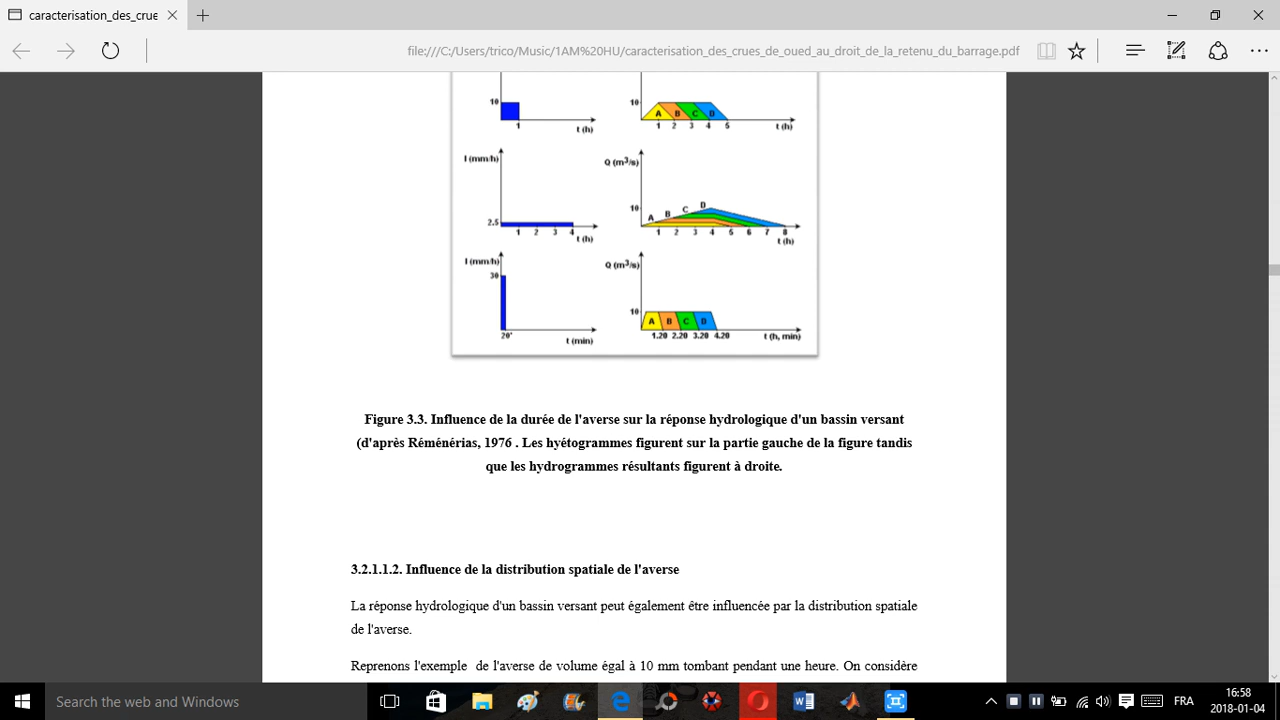 caracterisation_des_crue
file:///C:/Users/trico/Music/1AM%20HU/caracterisation_des_crues_de_oued_au_droit_de_la_retenu_du_barrage.pdf
10
1
t (h)
10
A B C D
1 2 3 4 5
t (h)
I (mm/h)
2.5
1 2 3 4
t (h)
Q (m³/s)
10
A B C D
1 2 3 4 5 6 7 8
t (h)
I (mm/h)
30
20'
t (min)
Q (m³/s)
10
A B C D
1.20 2.20 3.20 4.20
t (h, min)
Figure 3.3. Influence de la durée de l'averse sur la réponse hydrologique d'un bassin versant
(d'après Réménérias, 1976 . Les hyétogrammes figurent sur la partie gauche de la figure tandis
que les hydrogrammes résultants figurent à droite.
3.2.1.1.2. Influence de la distribution spatiale de l'averse
La réponse hydrologique d'un bassin versant peut également être influencée par la distribution spatiale
de l'averse.
Reprenons l'exemple de l'averse de volume égal à 10 mm tombant pendant une heure. On considère
Search the web and Windows
FRA
16:58
2018-01-04